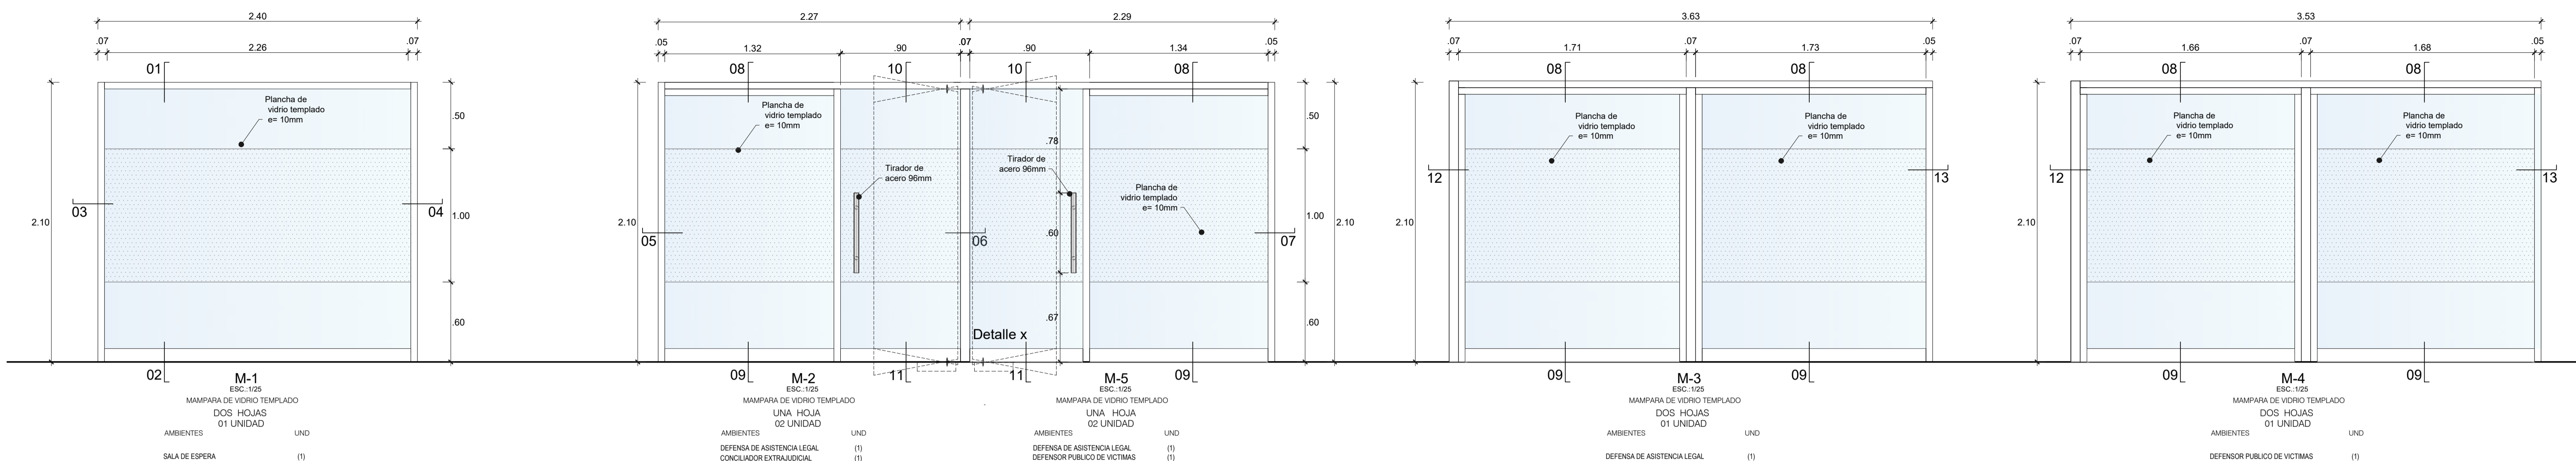 2.40
.07
2.26
.07
01
Plancha de
vidrio templado
e= 10mm
.50
1.00
.60
2.10
03
04
02
M-1
ESC.:1/25
MAMPARA DE VIDRIO TEMPLADO
DOS HOJAS
01 UNIDAD
AMBIENTES UND
SALA DE ESPERA (1)
2.27
2.29
.05
1.32
.90
.07
.90
1.34
.05
08
10
10
08
Plancha de
vidrio templado
e= 10mm
Tirador de
acero 96mm
.78
Tirador de
acero 96mm
Plancha de
vidrio templado
e= 10mm
.60
.67
.50
1.00
.60
2.10
2.10
05
06
07
Detalle x
09
11
11
09
M-2
ESC.:1/25
MAMPARA DE VIDRIO TEMPLADO
UNA HOJA
02 UNIDAD
AMBIENTES UND
DEFENSA DE ASISTENCIA LEGAL (1)
CONCILIADOR EXTRAJUDICIAL (1)
M-5
ESC.:1/25
MAMPARA DE VIDRIO TEMPLADO
UNA HOJA
02 UNIDAD
AMBIENTES UND
DEFENSA DE ASISTENCIA LEGAL (1)
DEFENSOR PUBLICO DE VICTIMAS (1)
3.63
.07
1.71
.07
1.73
.05
08
08
Plancha de
vidrio templado
e= 10mm
Plancha de
vidrio templado
e= 10mm
12
13
2.10
09
09
M-3
ESC.:1/25
MAMPARA DE VIDRIO TEMPLADO
DOS HOJAS
01 UNIDAD
AMBIENTES UND
DEFENSA DE ASISTENCIA LEGAL (1)
3.53
.07
1.66
.07
1.68
.05
08
08
Plancha de
vidrio templado
e= 10mm
Plancha de
vidrio templado
e= 10mm
12
13
2.10
09
09
M-4
ESC.:1/25
MAMPARA DE VIDRIO TEMPLADO
DOS HOJAS
01 UNIDAD
AMBIENTES UND
DEFENSOR PUBLICO DE VICTIMAS (1)